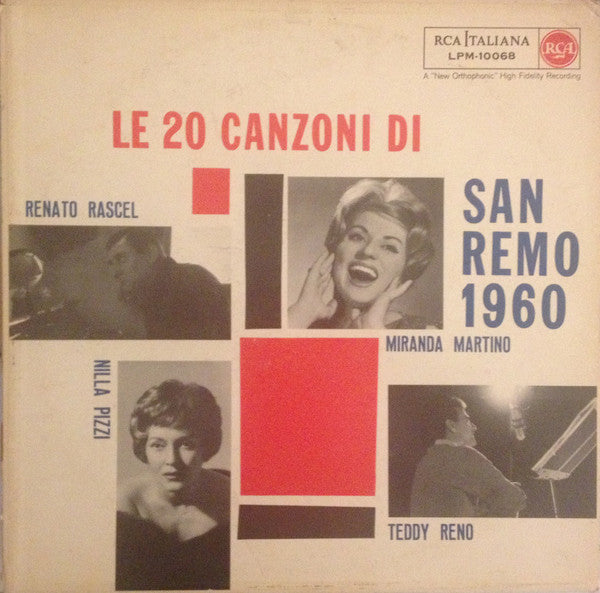 RCA ITALIANA
LPM-10068
RCA
A "New Orthophonic" High Fidelity Recording
LE 20 CANZONI DI
SAN
REMO
1960
RENATO RASCEL
MIRANDA MARTINO
NILLA PIZZI
TEDDY RENO